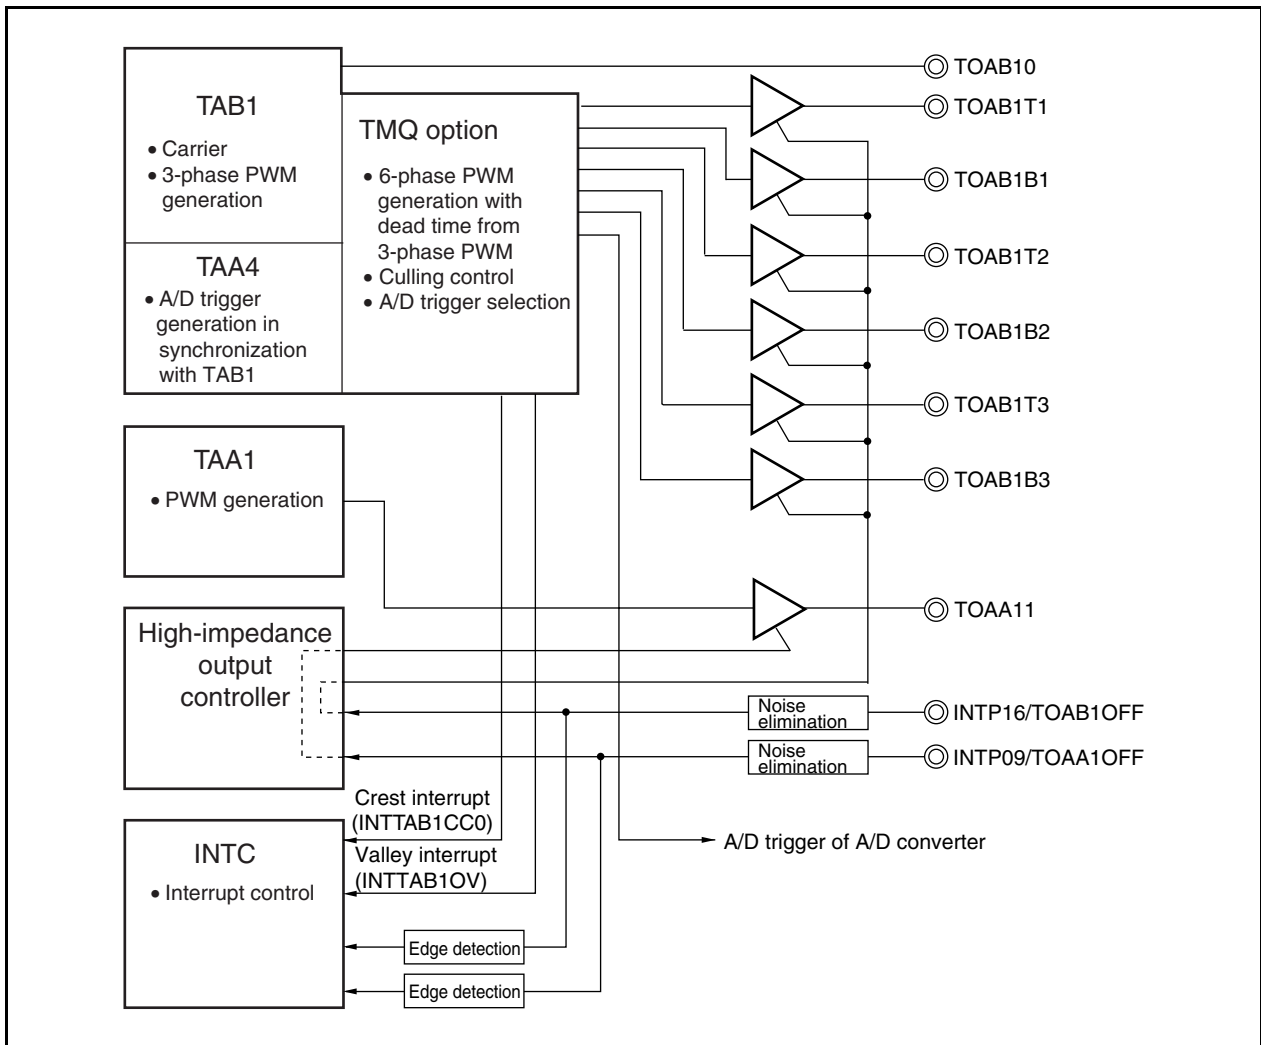 TAB1
• Carrier
• 3-phase PWM
generation
TAA4
• A/D trigger
generation in
synchronization
with TAB1
TMQ option
• 6-phase PWM
generation with
dead time from
3-phase PWM
• Culling control
• A/D trigger selection
TOAB10
TOAB1T1
TOAB1B1
TOAB1T2
TOAB1B2
TOAB1T3
TOAB1B3
TAA1
• PWM generation
TOAA11
High-impedance
output
controller
Noise
elimination
INTP16/TOAB1OFF
Noise
elimination
INTP09/TOAA1OFF
Crest interrupt
(INTTAB1CC0)
Valley interrupt
(INTTAB1OV)
A/D trigger of A/D converter
INTC
• Interrupt control
Edge detection
Edge detection